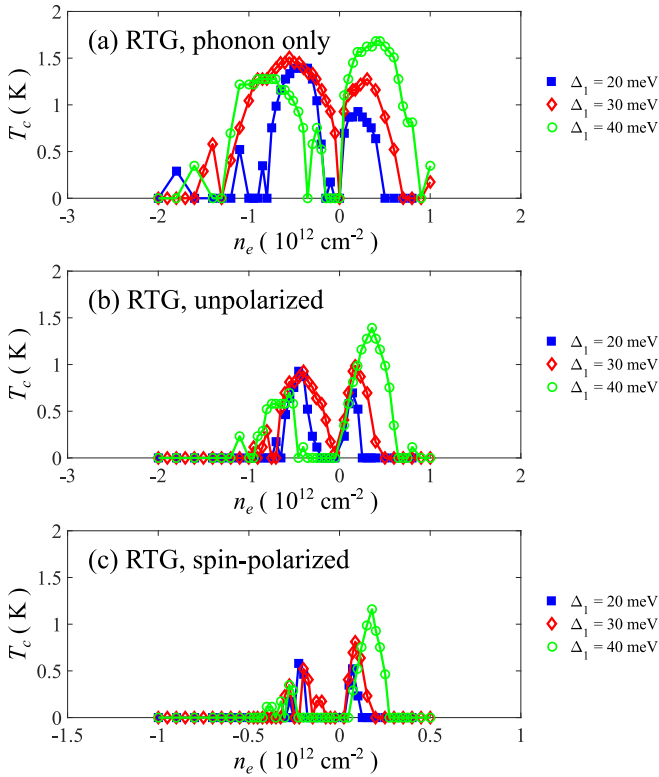 (a) RTG, phonon only
2
1.5
1
0.5
0
T_c ( K )
-3 -2 -1 0 1 2
n_e ( 10^12 cm^-2 )
Δ_1 = 20 meV
Δ_1 = 30 meV
Δ_1 = 40 meV
(b) RTG, unpolarized
2
1.5
1
0.5
0
T_c ( K )
-3 -2 -1 0 1 2
n_e ( 10^12 cm^-2 )
Δ_1 = 20 meV
Δ_1 = 30 meV
Δ_1 = 40 meV
(c) RTG, spin-polarized
2
1.5
1
0.5
0
T_c ( K )
-1.5 -1 -0.5 0 0.5 1
n_e ( 10^12 cm^-2 )
Δ_1 = 20 meV
Δ_1 = 30 meV
Δ_1 = 40 meV